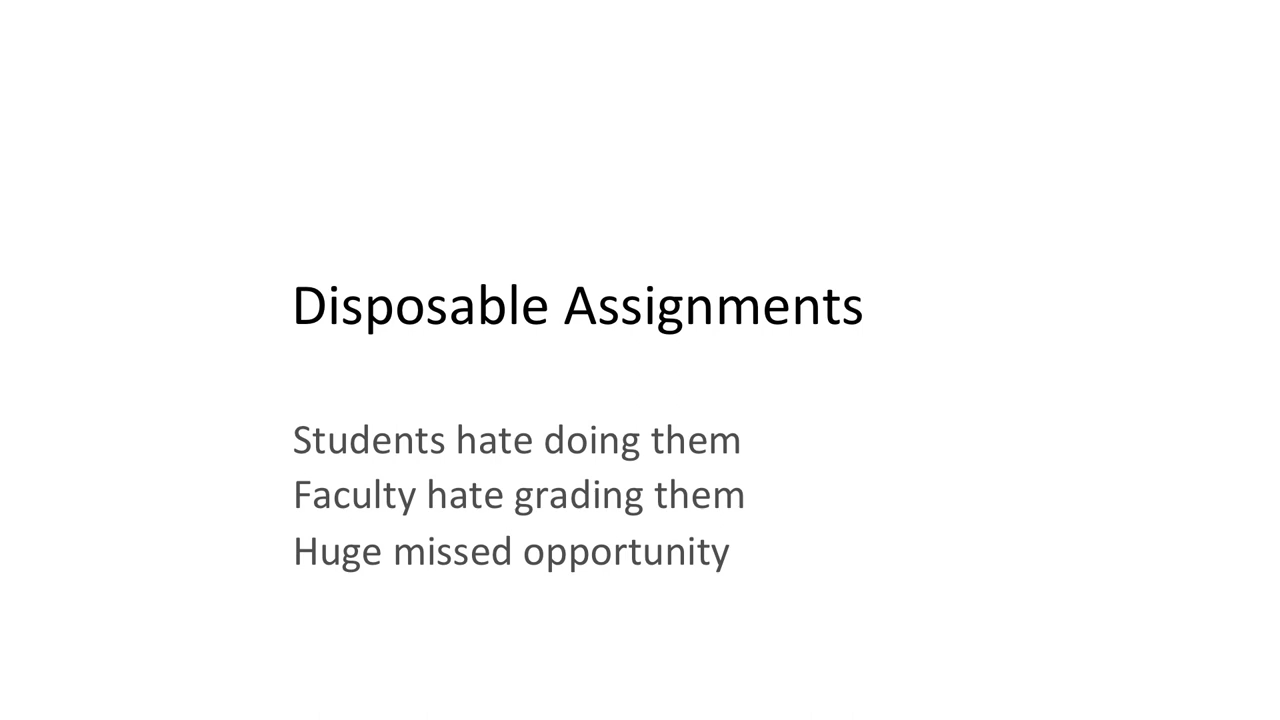 Disposable Assignments
Students hate doing them
Faculty hate grading them
Huge missed opportunity